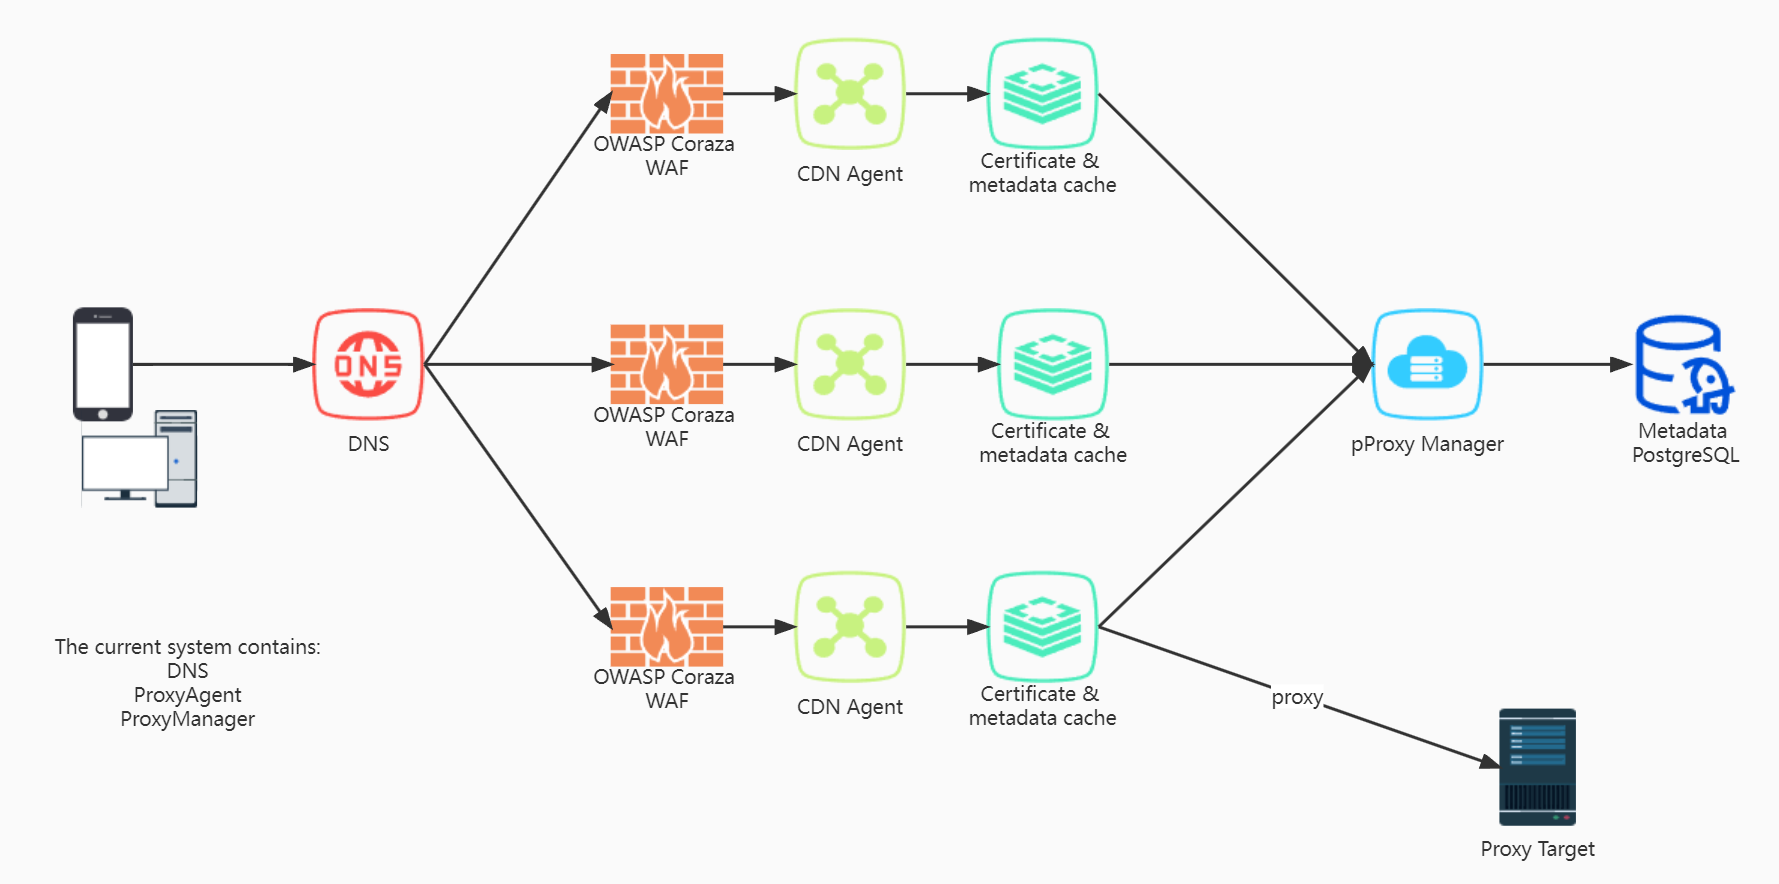 OWASP Coraza
WAF
CDN Agent
Certificate &
metadata cache
DNS
DNS
OWASP Coraza
WAF
CDN Agent
Certificate &
metadata cache
pProxy Manager
Metadata
PostgreSQL
OWASP Coraza
WAF
CDN Agent
Certificate &
metadata cache
The current system contains:
DNS
ProxyAgent
ProxyManager
proxy
Proxy Target